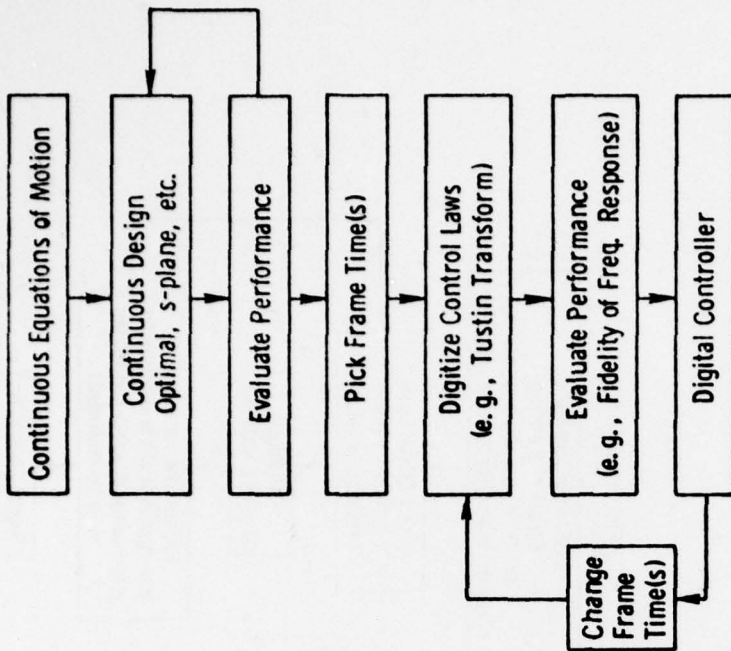 Continuous Equations of Motion
Continuous Design
Optimal, s-plane, etc.
Evaluate Performance
Pick Frame Time(s)
Digitize Control Laws
(e.g., Tustin Transform)
Evaluate Performance
(e.g., Fidelity of Freq. Response)
Digital Controller
Change
Frame
Time(s)